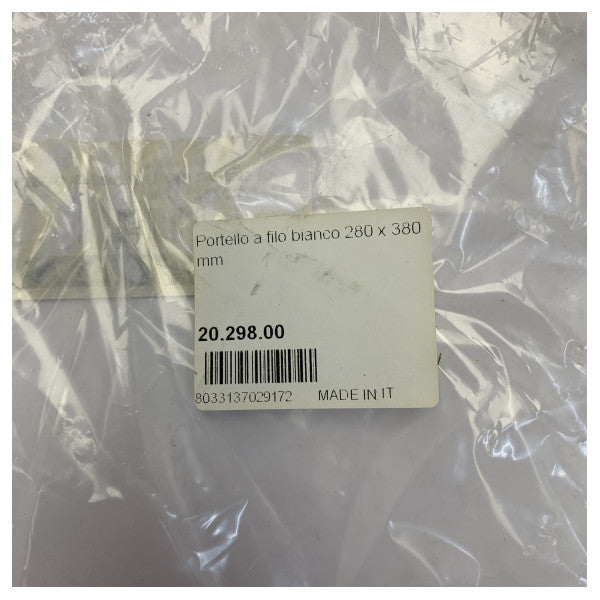 Portello a filo bianco 280 x 380
mm
20.298.00
8033137029172 MADE IN IT